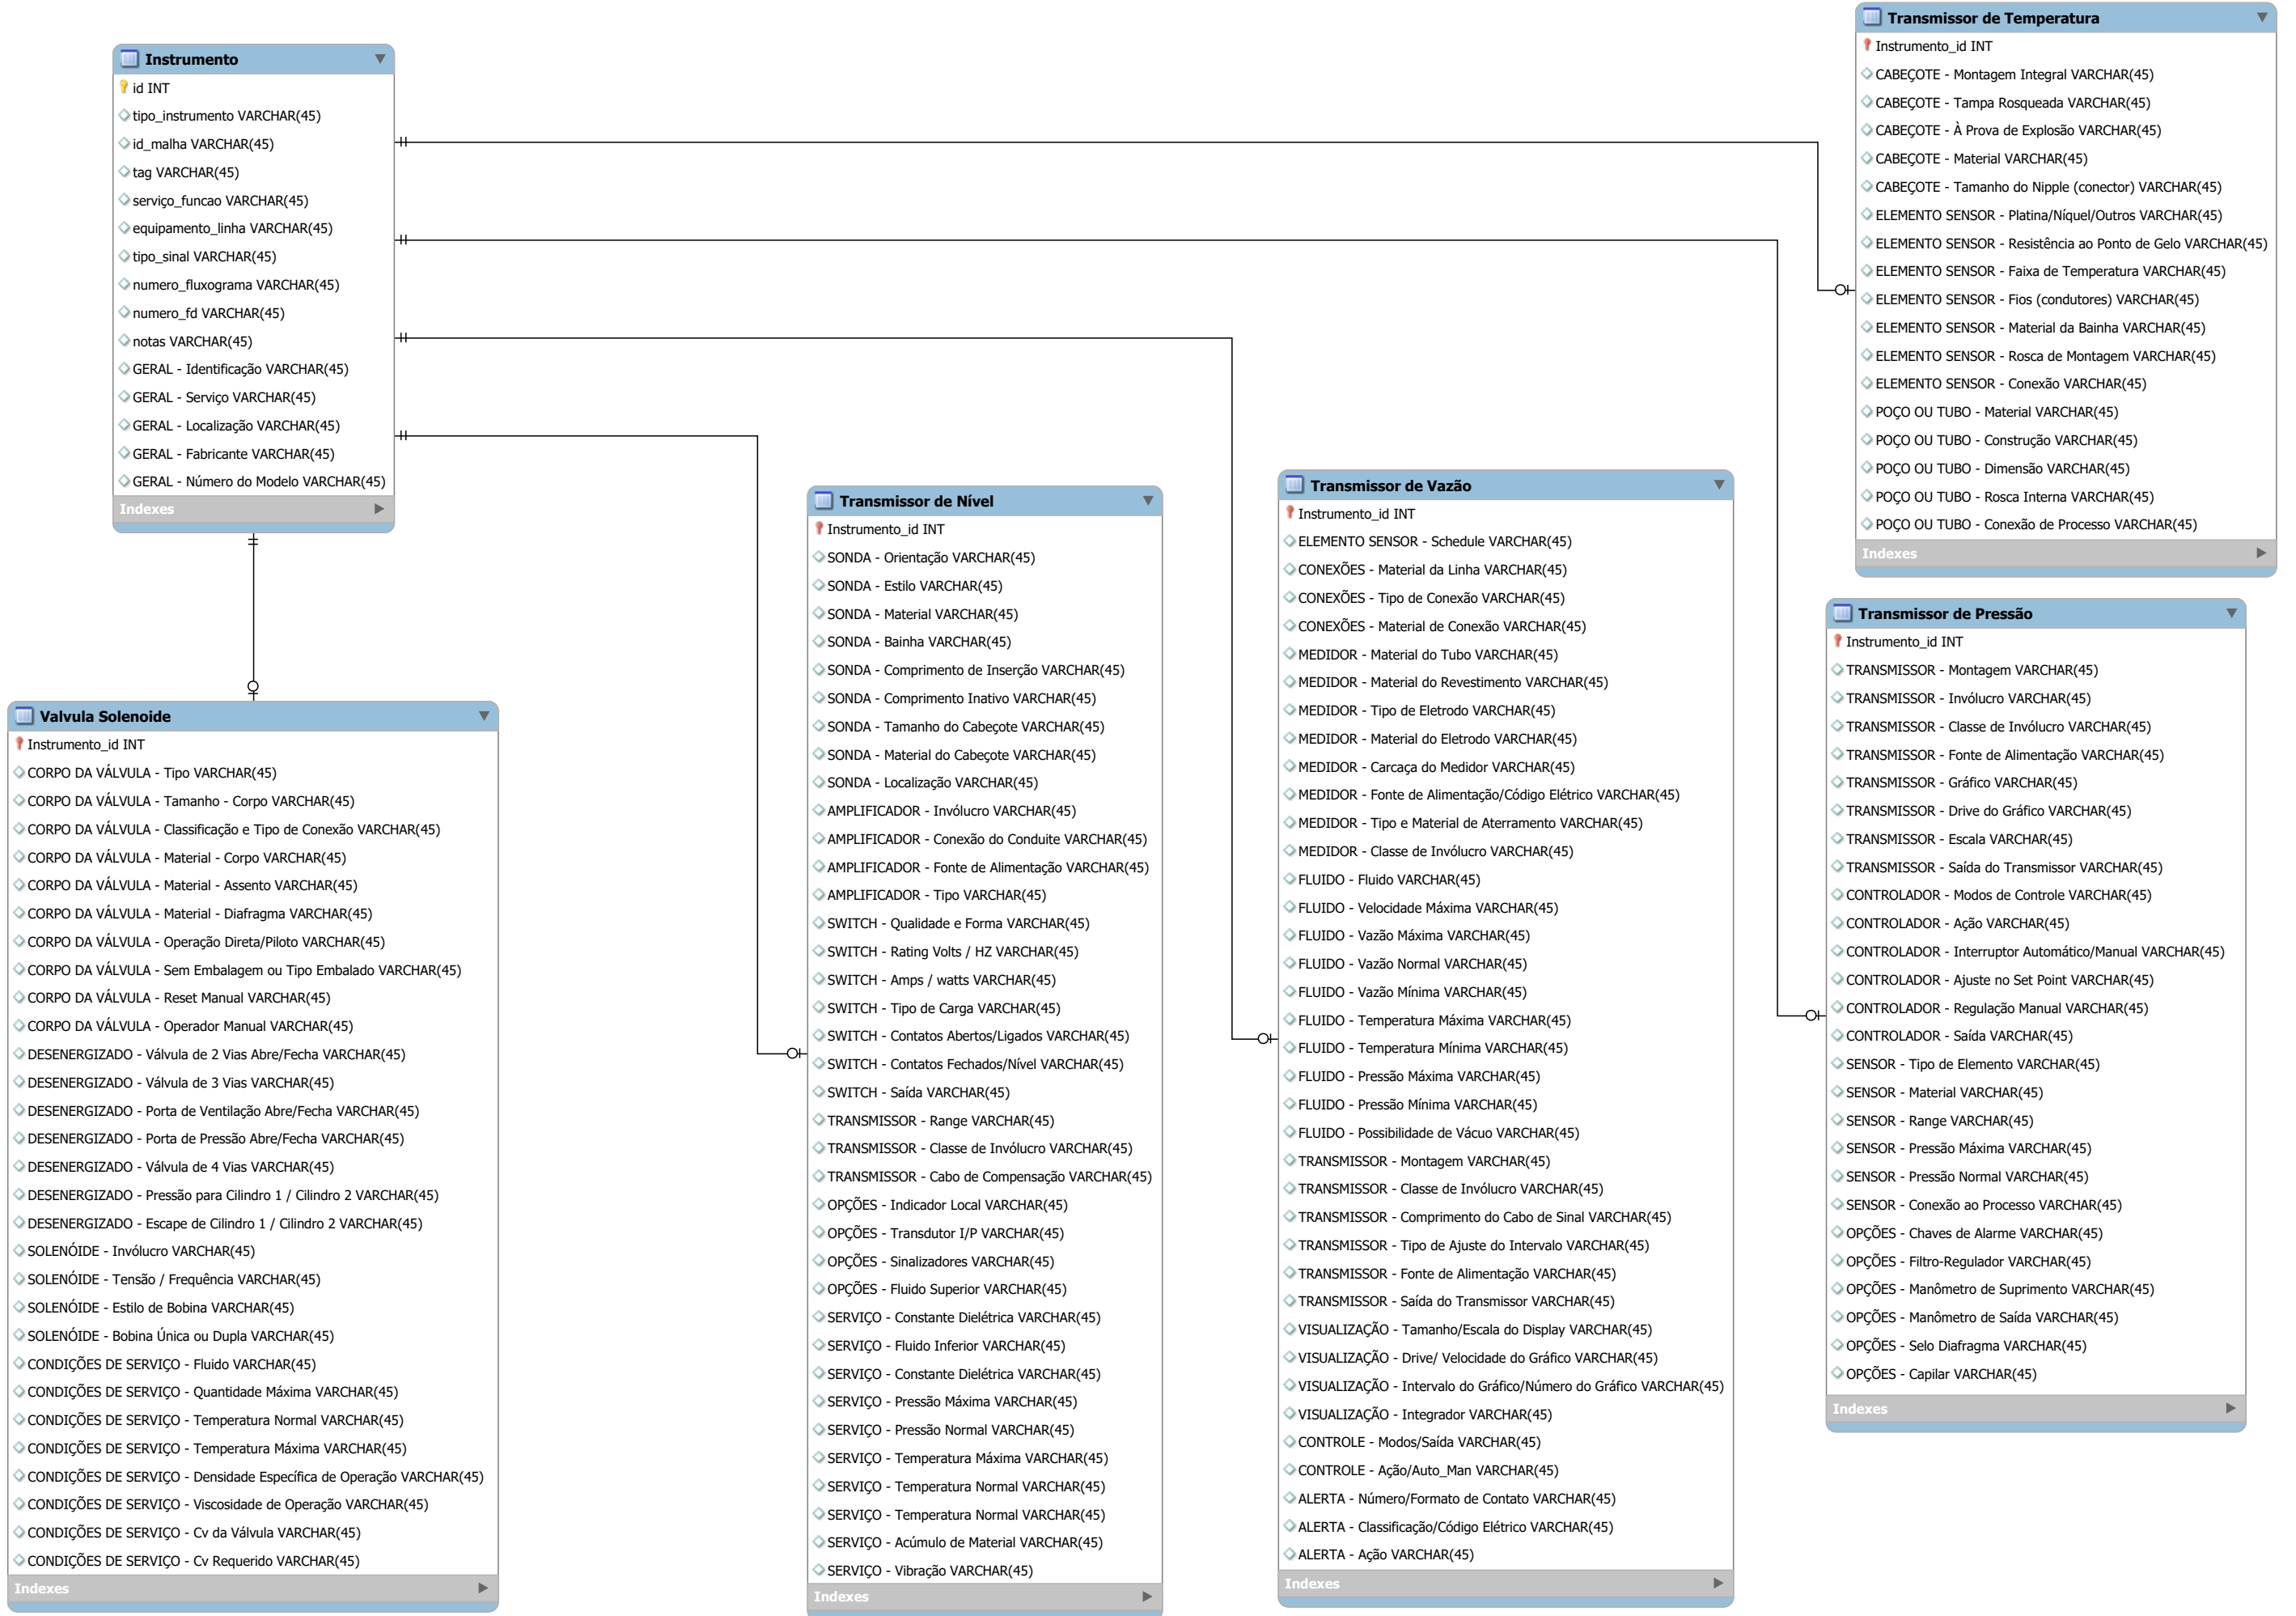 Instrumento
id INT
tipo_instrumento VARCHAR(45)
id_malha VARCHAR(45)
tag VARCHAR(45)
serviço_funcao VARCHAR(45)
equipamento_linha VARCHAR(45)
tipo_sinal VARCHAR(45)
numero_fluxograma VARCHAR(45)
numero_fd VARCHAR(45)
notas VARCHAR(45)
GERAL - Identificação VARCHAR(45)
GERAL - Serviço VARCHAR(45)
GERAL - Localização VARCHAR(45)
GERAL - Fabricante VARCHAR(45)
GERAL - Número do Modelo VARCHAR(45)
Indexes
Valvula Solenoide
Instrumento_id INT
CORPO DA VÁLVULA - Tipo VARCHAR(45)
CORPO DA VÁLVULA - Tamanho - Corpo VARCHAR(45)
CORPO DA VÁLVULA - Classificação e Tipo de Conexão VARCHAR(45)
CORPO DA VÁLVULA - Material - Corpo VARCHAR(45)
CORPO DA VÁLVULA - Material - Assento VARCHAR(45)
CORPO DA VÁLVULA - Material - Diafragma VARCHAR(45)
CORPO DA VÁLVULA - Operação Direta/Piloto VARCHAR(45)
CORPO DA VÁLVULA - Sem Embalagem ou Tipo Embalado VARCHAR(45)
CORPO DA VÁLVULA - Reset Manual VARCHAR(45)
CORPO DA VÁLVULA - Operador Manual VARCHAR(45)
DESENERGIZADO - Válvula de 2 Vias Abre/Fecha VARCHAR(45)
DESENERGIZADO - Válvula de 3 Vias VARCHAR(45)
DESENERGIZADO - Porta de Ventilação Abre/Fecha VARCHAR(45)
DESENERGIZADO - Porta de Pressão Abre/Fecha VARCHAR(45)
DESENERGIZADO - Válvula de 4 Vias VARCHAR(45)
DESENERGIZADO - Pressão para Cilindro 1 / Cilindro 2 VARCHAR(45)
DESENERGIZADO - Escape de Cilindro 1 / Cilindro 2 VARCHAR(45)
SOLENÓIDE - Invólucro VARCHAR(45)
SOLENÓIDE - Tensão / Frequência VARCHAR(45)
SOLENÓIDE - Estilo de Bobina VARCHAR(45)
SOLENÓIDE - Bobina Única ou Dupla VARCHAR(45)
CONDIÇÕES DE SERVIÇO - Fluido VARCHAR(45)
CONDIÇÕES DE SERVIÇO - Quantidade Máxima VARCHAR(45)
CONDIÇÕES DE SERVIÇO - Temperatura Normal VARCHAR(45)
CONDIÇÕES DE SERVIÇO - Temperatura Máxima VARCHAR(45)
CONDIÇÕES DE SERVIÇO - Densidade Específica de Operação VARCHAR(45)
CONDIÇÕES DE SERVIÇO - Viscosidade de Operação VARCHAR(45)
CONDIÇÕES DE SERVIÇO - Cv da Válvula VARCHAR(45)
CONDIÇÕES DE SERVIÇO - Cv Requerido VARCHAR(45)
Indexes
Transmissor de Nível
Instrumento_id INT
SONDA - Orientação VARCHAR(45)
SONDA - Estilo VARCHAR(45)
SONDA - Material VARCHAR(45)
SONDA - Bainha VARCHAR(45)
SONDA - Comprimento de Inserção VARCHAR(45)
SONDA - Comprimento Inativo VARCHAR(45)
SONDA - Tamanho do Cabeçote VARCHAR(45)
SONDA - Material do Cabeçote VARCHAR(45)
SONDA - Localização VARCHAR(45)
AMPLIFICADOR - Invólucro VARCHAR(45)
AMPLIFICADOR - Conexão do Conduite VARCHAR(45)
AMPLIFICADOR - Fonte de Alimentação VARCHAR(45)
AMPLIFICADOR - Tipo VARCHAR(45)
SWITCH - Qualidade e Forma VARCHAR(45)
SWITCH - Rating Volts / HZ VARCHAR(45)
SWITCH - Amps / watts VARCHAR(45)
SWITCH - Tipo de Carga VARCHAR(45)
SWITCH - Contatos Abertos/Ligados VARCHAR(45)
SWITCH - Contatos Fechados/Nível VARCHAR(45)
SWITCH - Saída VARCHAR(45)
TRANSMISSOR - Range VARCHAR(45)
TRANSMISSOR - Classe de Invólucro VARCHAR(45)
TRANSMISSOR - Cabo de Compensação VARCHAR(45)
OPÇÕES - Indicador Local VARCHAR(45)
OPÇÕES - Transdutor I/P VARCHAR(45)
OPÇÕES - Sinalizadores VARCHAR(45)
OPÇÕES - Fluido Superior VARCHAR(45)
SERVIÇO - Constante Dielétrica VARCHAR(45)
SERVIÇO - Fluido Inferior VARCHAR(45)
SERVIÇO - Constante Dielétrica VARCHAR(45)
SERVIÇO - Pressão Máxima VARCHAR(45)
SERVIÇO - Pressão Normal VARCHAR(45)
SERVIÇO - Temperatura Máxima VARCHAR(45)
SERVIÇO - Temperatura Normal VARCHAR(45)
SERVIÇO - Temperatura Normal VARCHAR(45)
SERVIÇO - Acúmulo de Material VARCHAR(45)
SERVIÇO - Vibração VARCHAR(45)
Indexes
Transmissor de Vazão
Instrumento_id INT
ELEMENTO SENSOR - Schedule VARCHAR(45)
CONEXÕES - Material da Linha VARCHAR(45)
CONEXÕES - Tipo de Conexão VARCHAR(45)
CONEXÕES - Material de Conexão VARCHAR(45)
MEDIDOR - Material do Tubo VARCHAR(45)
MEDIDOR - Material do Revestimento VARCHAR(45)
MEDIDOR - Tipo de Eletrodo VARCHAR(45)
MEDIDOR - Material do Eletrodo VARCHAR(45)
MEDIDOR - Carcaça do Medidor VARCHAR(45)
MEDIDOR - Fonte de Alimentação/Código Elétrico VARCHAR(45)
MEDIDOR - Tipo e Material de Aterramento VARCHAR(45)
MEDIDOR - Classe de Invólucro VARCHAR(45)
FLUIDO - Fluido VARCHAR(45)
FLUIDO - Velocidade Máxima VARCHAR(45)
FLUIDO - Vazão Máxima VARCHAR(45)
FLUIDO - Vazão Normal VARCHAR(45)
FLUIDO - Vazão Mínima VARCHAR(45)
FLUIDO - Temperatura Máxima VARCHAR(45)
FLUIDO - Temperatura Mínima VARCHAR(45)
FLUIDO - Pressão Máxima VARCHAR(45)
FLUIDO - Pressão Mínima VARCHAR(45)
FLUIDO - Possibilidade de Vácuo VARCHAR(45)
TRANSMISSOR - Montagem VARCHAR(45)
TRANSMISSOR - Classe de Invólucro VARCHAR(45)
TRANSMISSOR - Comprimento do Cabo de Sinal VARCHAR(45)
TRANSMISSOR - Tipo de Ajuste do Intervalo VARCHAR(45)
TRANSMISSOR - Fonte de Alimentação VARCHAR(45)
TRANSMISSOR - Saída do Transmissor VARCHAR(45)
VISUALIZAÇÃO - Tamanho/Escala do Display VARCHAR(45)
VISUALIZAÇÃO - Drive/ Velocidade do Gráfico VARCHAR(45)
VISUALIZAÇÃO - Intervalo do Gráfico/Número do Gráfico VARCHAR(45)
VISUALIZAÇÃO - Integrador VARCHAR(45)
CONTROLE - Modos/Saída VARCHAR(45)
CONTROLE - Ação/Auto_Man VARCHAR(45)
ALERTA - Número/Formato de Contato VARCHAR(45)
ALERTA - Classificação/Código Elétrico VARCHAR(45)
ALERTA - Ação VARCHAR(45)
Indexes
Transmissor de Temperatura
Instrumento_id INT
CABEÇOTE - Montagem Integral VARCHAR(45)
CABEÇOTE - Tampa Rosqueada VARCHAR(45)
CABEÇOTE - À Prova de Explosão VARCHAR(45)
CABEÇOTE - Material VARCHAR(45)
CABEÇOTE - Tamanho do Nipple (conector) VARCHAR(45)
ELEMENTO SENSOR - Platina/Níquel/Outros VARCHAR(45)
ELEMENTO SENSOR - Resistência ao Ponto de Gelo VARCHAR(45)
ELEMENTO SENSOR - Faixa de Temperatura VARCHAR(45)
ELEMENTO SENSOR - Fios (condutores) VARCHAR(45)
ELEMENTO SENSOR - Material da Bainha VARCHAR(45)
ELEMENTO SENSOR - Rosca de Montagem VARCHAR(45)
ELEMENTO SENSOR - Conexão VARCHAR(45)
POÇO OU TUBO - Material VARCHAR(45)
POÇO OU TUBO - Construção VARCHAR(45)
POÇO OU TUBO - Dimensão VARCHAR(45)
POÇO OU TUBO - Rosca Interna VARCHAR(45)
POÇO OU TUBO - Conexão de Processo VARCHAR(45)
Indexes
Transmissor de Pressão
Instrumento_id INT
TRANSMISSOR - Montagem VARCHAR(45)
TRANSMISSOR - Invólucro VARCHAR(45)
TRANSMISSOR - Classe de Invólucro VARCHAR(45)
TRANSMISSOR - Fonte de Alimentação VARCHAR(45)
TRANSMISSOR - Gráfico VARCHAR(45)
TRANSMISSOR - Drive do Gráfico VARCHAR(45)
TRANSMISSOR - Escala VARCHAR(45)
TRANSMISSOR - Saída do Transmissor VARCHAR(45)
CONTROLADOR - Modos de Controle VARCHAR(45)
CONTROLADOR - Ação VARCHAR(45)
CONTROLADOR - Interruptor Automático/Manual VARCHAR(45)
CONTROLADOR - Ajuste no Set Point VARCHAR(45)
CONTROLADOR - Regulação Manual VARCHAR(45)
CONTROLADOR - Saída VARCHAR(45)
SENSOR - Tipo de Elemento VARCHAR(45)
SENSOR - Material VARCHAR(45)
SENSOR - Range VARCHAR(45)
SENSOR - Pressão Máxima VARCHAR(45)
SENSOR - Pressão Normal VARCHAR(45)
SENSOR - Conexão ao Processo VARCHAR(45)
OPÇÕES - Chaves de Alarme VARCHAR(45)
OPÇÕES - Filtro-Regulador VARCHAR(45)
OPÇÕES - Manômetro de Suprimento VARCHAR(45)
OPÇÕES - Manômetro de Saída VARCHAR(45)
OPÇÕES - Selo Diafragma VARCHAR(45)
OPÇÕES - Capilar VARCHAR(45)
Indexes